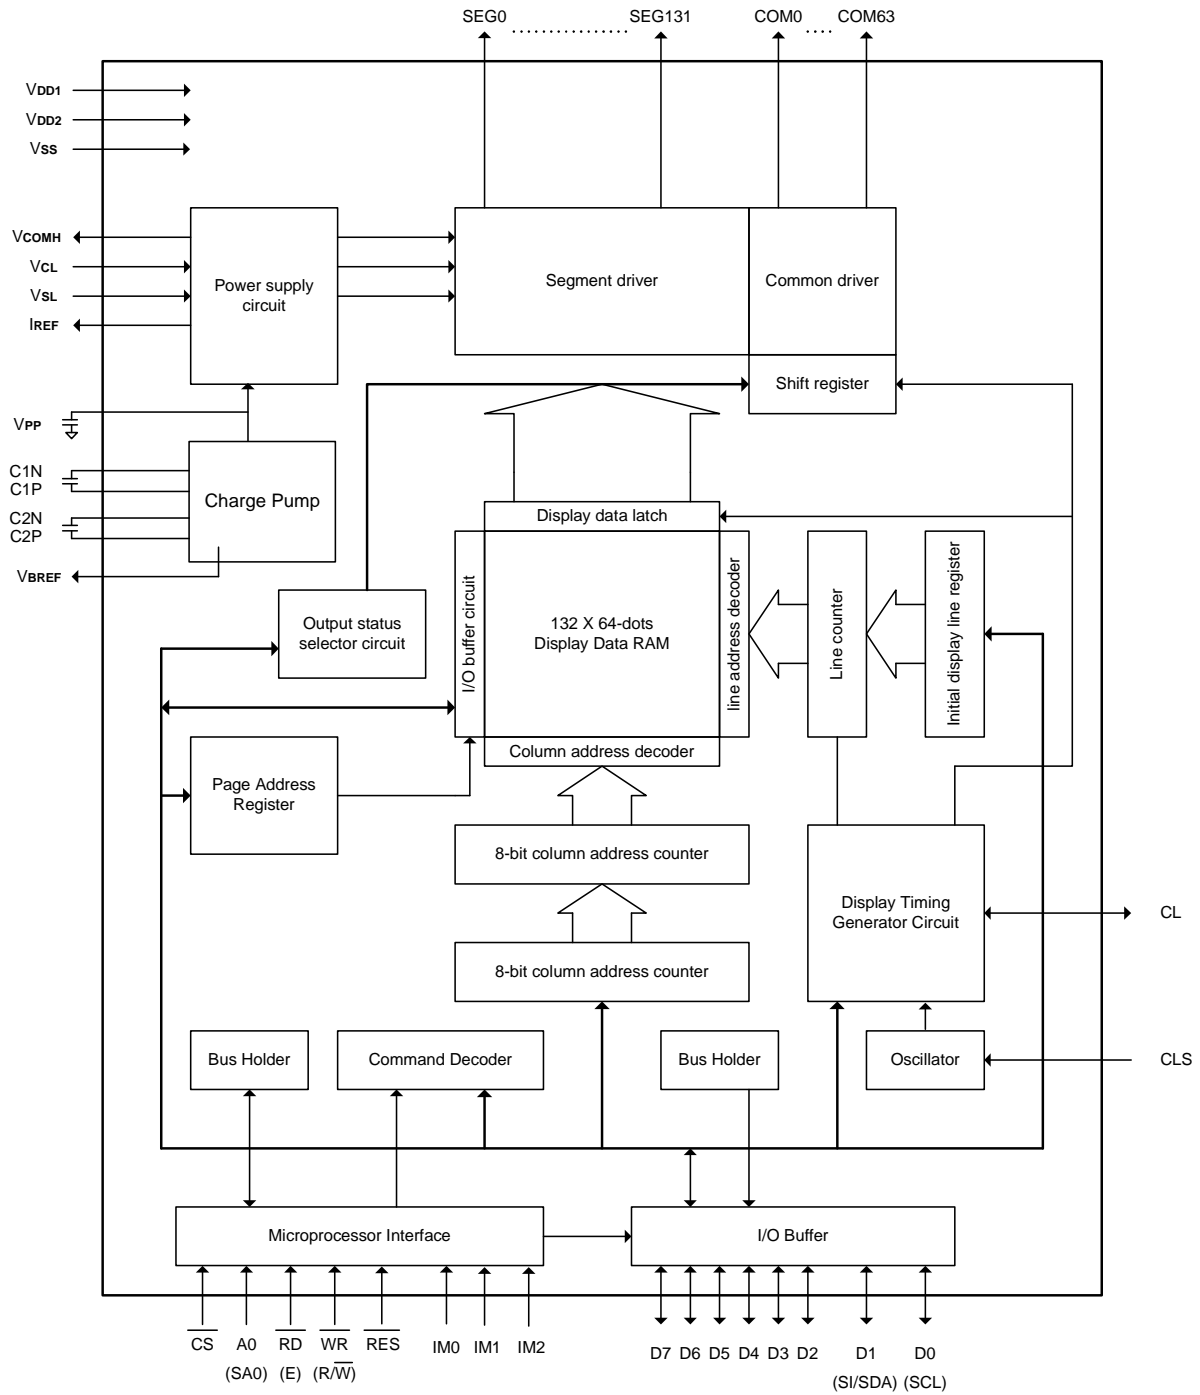 SEG0 ................... SEG131 COM0 .... COM63
VDD1
VDD2
VSS
VCOMH
VCL
VSL
IREF
Power supply
circuit
Segment driver
Common driver
Shift register
VPP
C1N
C1P
C2N
C2P
VBREF
Charge Pump
Display data latch
Output status
selector circuit
I/O buffer circuit
132 X 64-dots
Display Data RAM
line address decoder
Line counter
Initial display line register
Column address decoder
Page Address
Register
8-bit column address counter
8-bit column address counter
Display Timing
Generator Circuit
CL
Bus Holder
Command Decoder
Bus Holder
Oscillator
CLS
Microprocessor Interface
I/O Buffer
C̅S̅ A0 R̅D̅ W̅R̅ R̅E̅S̅ IM0 IM1 IM2 D7 D6 D5 D4 D3 D2 D1 D0
(SA0) (E) (R/W̅) (SI/SDA) (SCL)